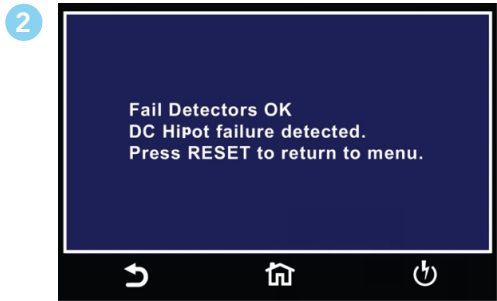 2
Fail Detectors OK
DC Hipot failure detected.
Press RESET to return to menu.